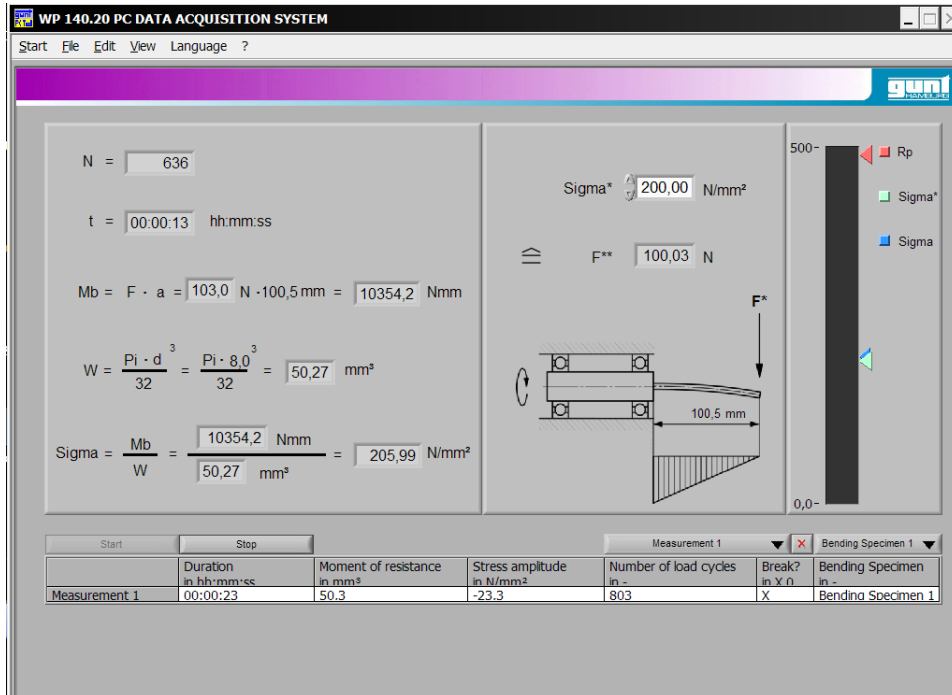 WP 140.20 PC DATA ACQUISITION SYSTEM
Start File Edit View Language ?
gunt
HAMBURG
N = 636
t = 00:00:13 hh:mm:ss
Mb = F · a = 103,0 N ·100,5 mm = 10354,2 Nmm
W = Pi · d 3 / 32 = Pi · 8,0 3 / 32 = 50,27 mm³
Sigma = Mb / W = 10354,2 Nmm / 50,27 mm³ = 205,99 N/mm²
Sigma* 200,00 N/mm²
≙ F** 100,03 N
F*
100,5 mm
500-
0,0-
Rp
Sigma*
Sigma
Start Stop Measurement 1 X Bending Specimen 1
Duration Moment of resistance Stress amplitude Number of load cycles Break? Bending Specimen
in hh:mm:ss in mm³ in N/mm² in - in X 0 in -
Measurement 1 00:00:23 50.3 -23.3 803 X Bending Specimen 1